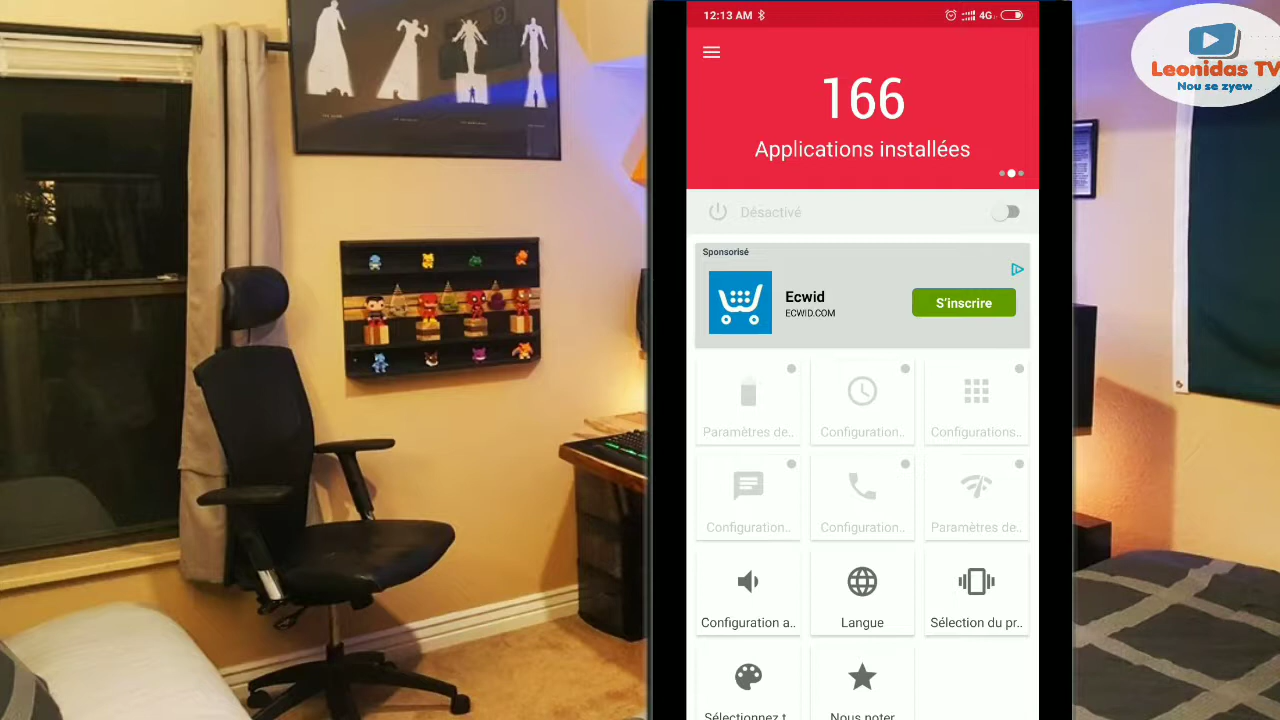 12:13 AM
4G
Leonidas TV
Nou se zyew
166
Applications installées
Désactivé
Sponsorisé
Ecwid
ECWID.COM
S'inscrire
Paramètres de..
Configuration..
Configurations..
Configuration..
Configuration..
Paramètres de..
Configuration a..
Langue
Sélection du pr..
Sélectionnez t..
Nous noter